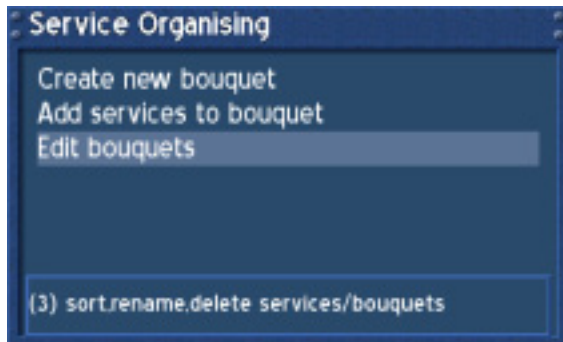 Service Organising
Create new bouquet
Add services to bouquet
Edit bouquets
(3) sort,rename,delete services/bouquets